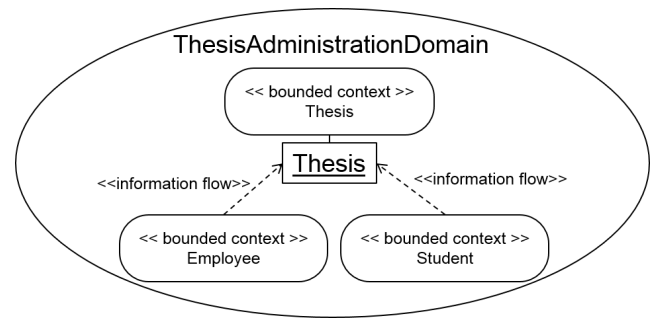 ThesisAdministrationDomain
<< bounded context >>
Thesis
Thesis
<<information flow>>
<<information flow>>
<< bounded context >>
Employee
<< bounded context >>
Student